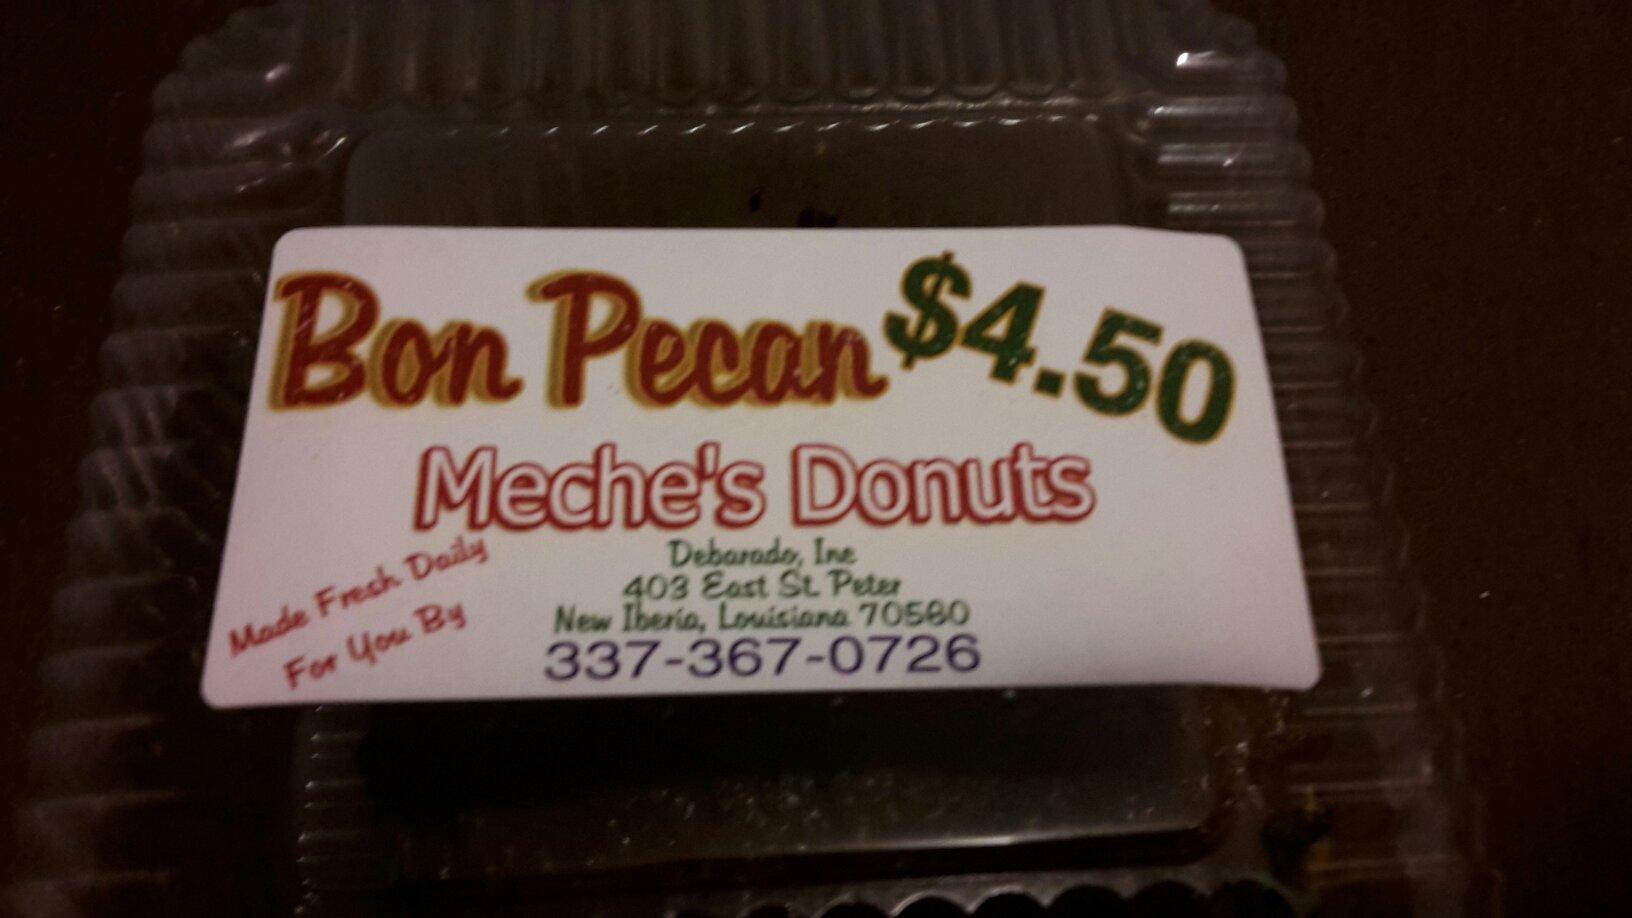 Bon Pecan $4.50
Meche's Donuts
Made Fresh Daily
For You By
Debarado, Inc
403 East St. Peter
New Iberia, Louisiana 70560
337-367-0726